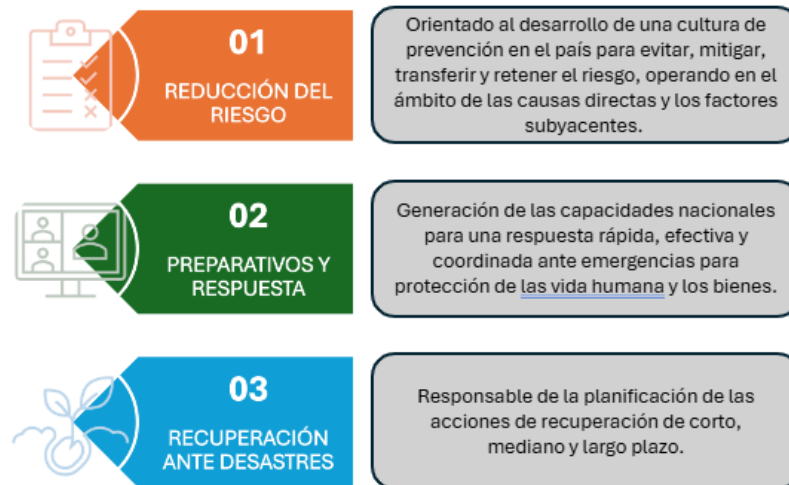 01
REDUCCIÓN DEL
RIESGO
Orientado al desarrollo de una cultura de
prevención en el país para evitar, mitigar,
transferir y retener el riesgo, operando en el
ámbito de las causas directas y los factores
subyacentes.
02
PREPARATIVOS Y
RESPUESTA
Generación de las capacidades nacionales
para una respuesta rápida, efectiva y
coordinada ante emergencias para
protección de las vida humana y los bienes.
03
RECUPERACIÓN
ANTE DESASTRES
Responsable de la planificación de las
acciones de recuperación de corto,
mediano y largo plazo.